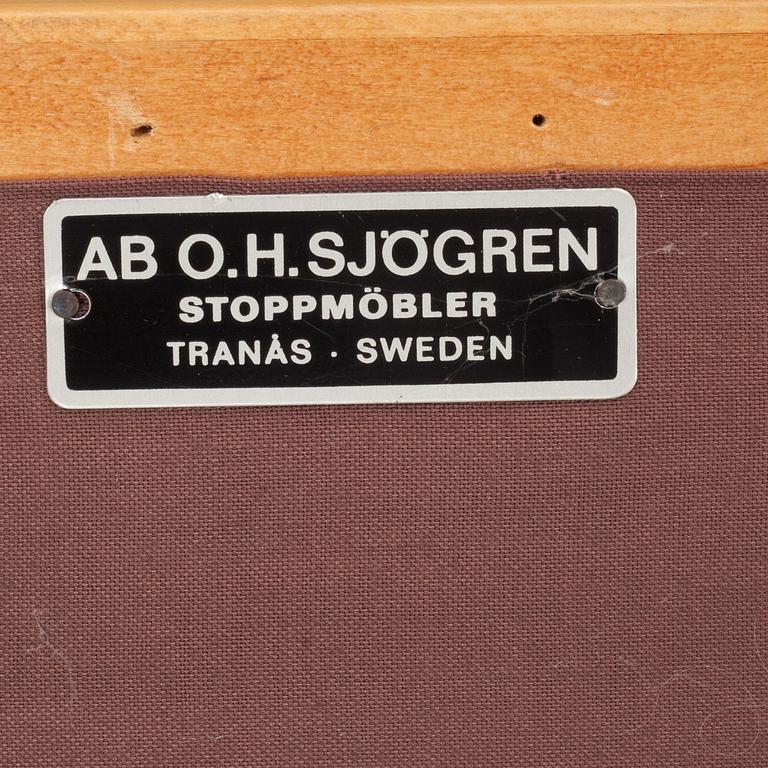 AB O.H. SJÖGREN
STOPPMÖBLER
TRANÅS · SWEDEN